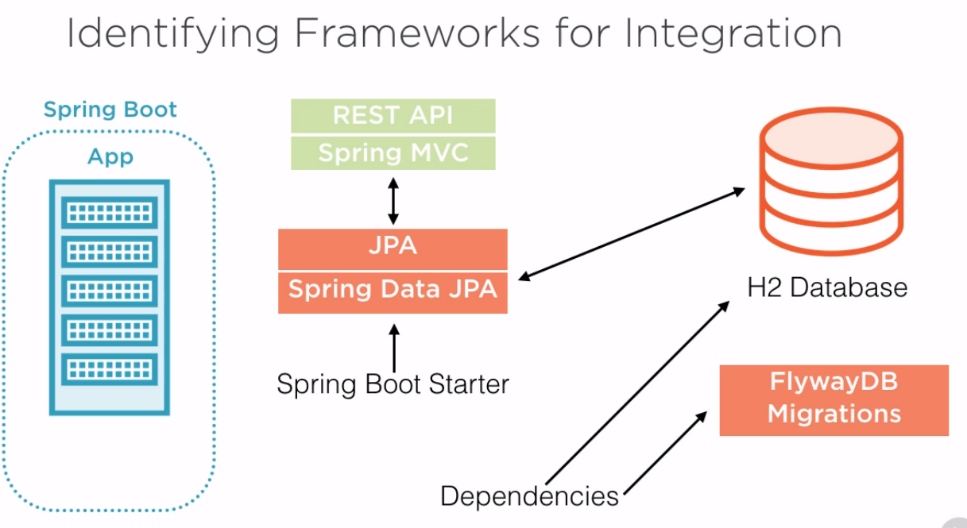 Identifying Frameworks for Integration
Spring Boot
App
REST API
Spring MVC
JPA
Spring Data JPA
Spring Boot Starter
H2 Database
FlywayDB
Migrations
Dependencies